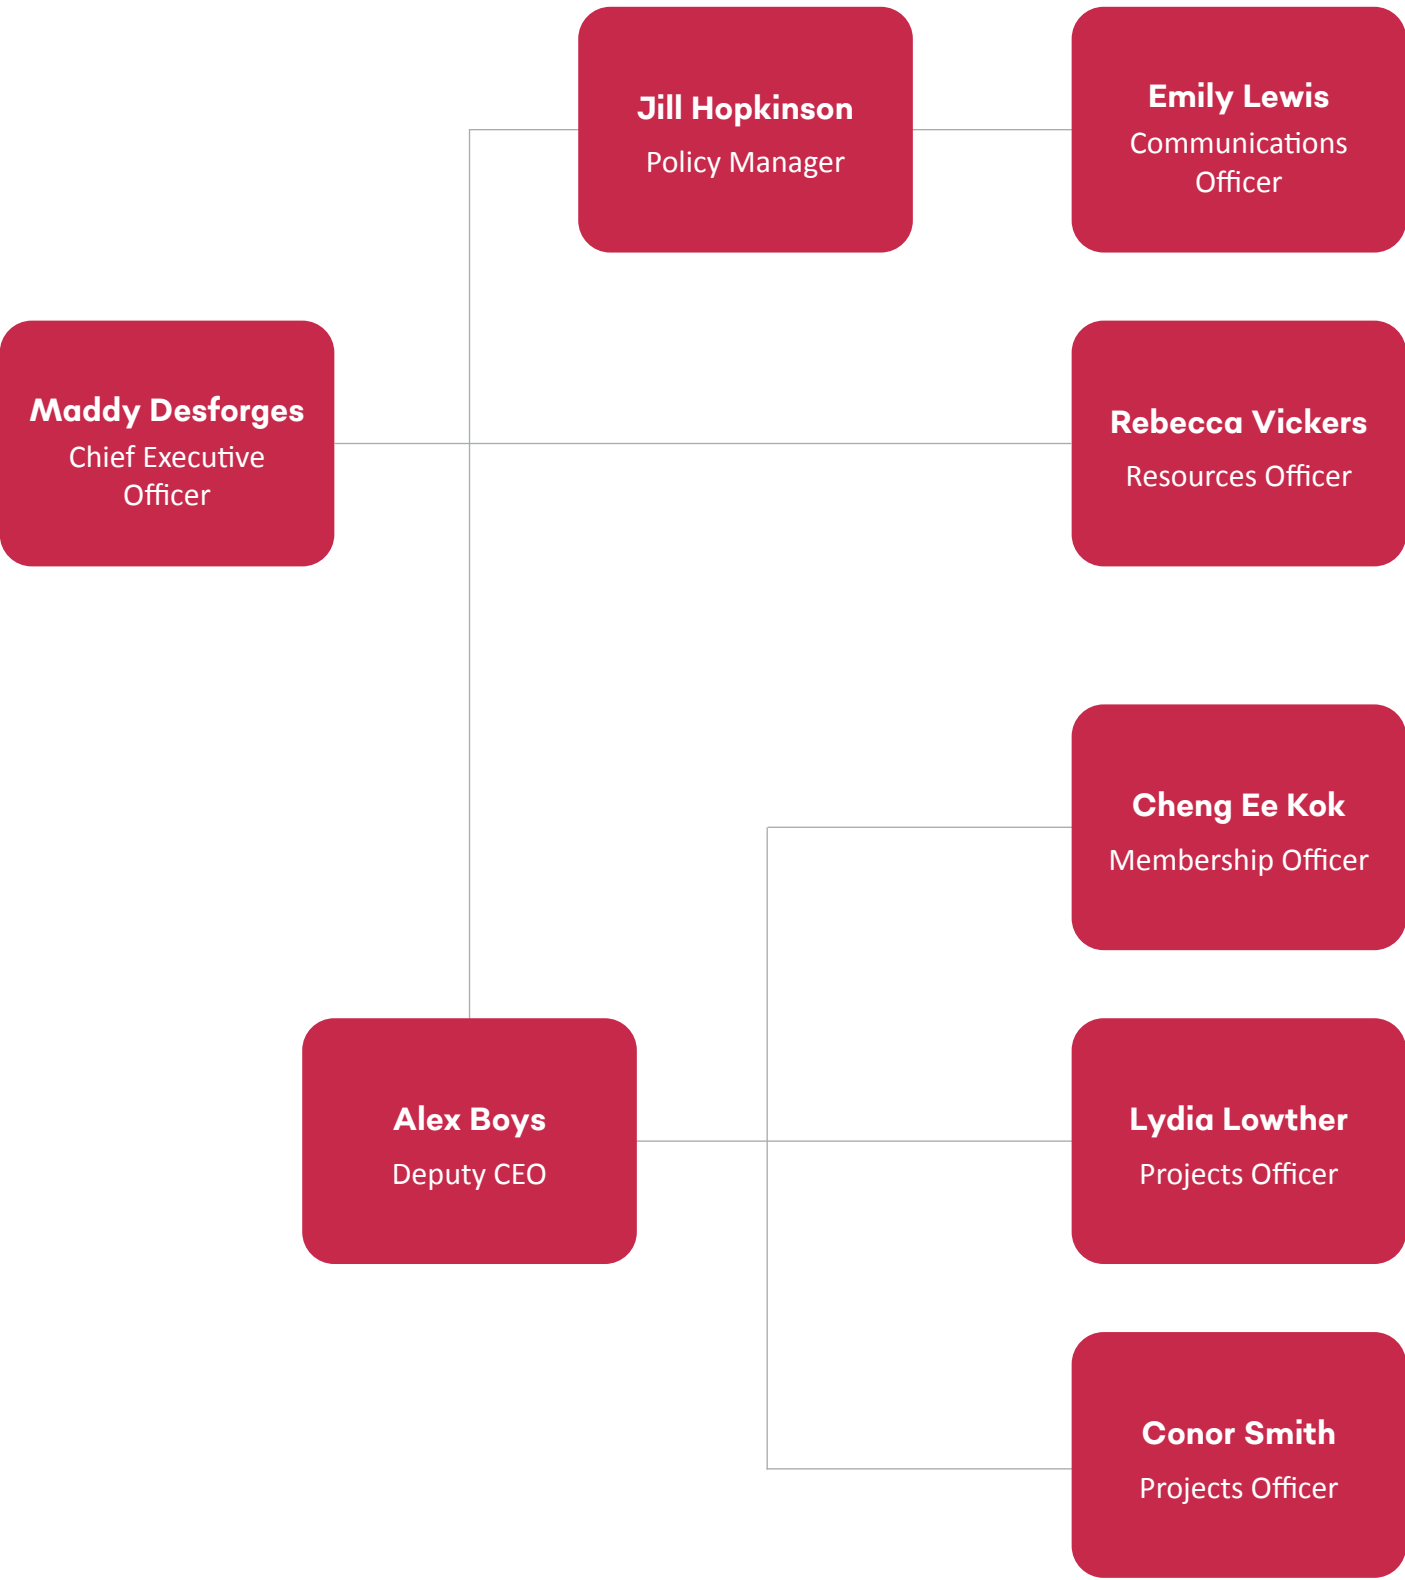 Jill Hopkinson
Policy Manager
Emily Lewis
Communications
Officer
Maddy Desforges
Chief Executive
Officer
Rebecca Vickers
Resources Officer
Cheng Ee Kok
Membership Officer
Alex Boys
Deputy CEO
Lydia Lowther
Projects Officer
Conor Smith
Projects Officer